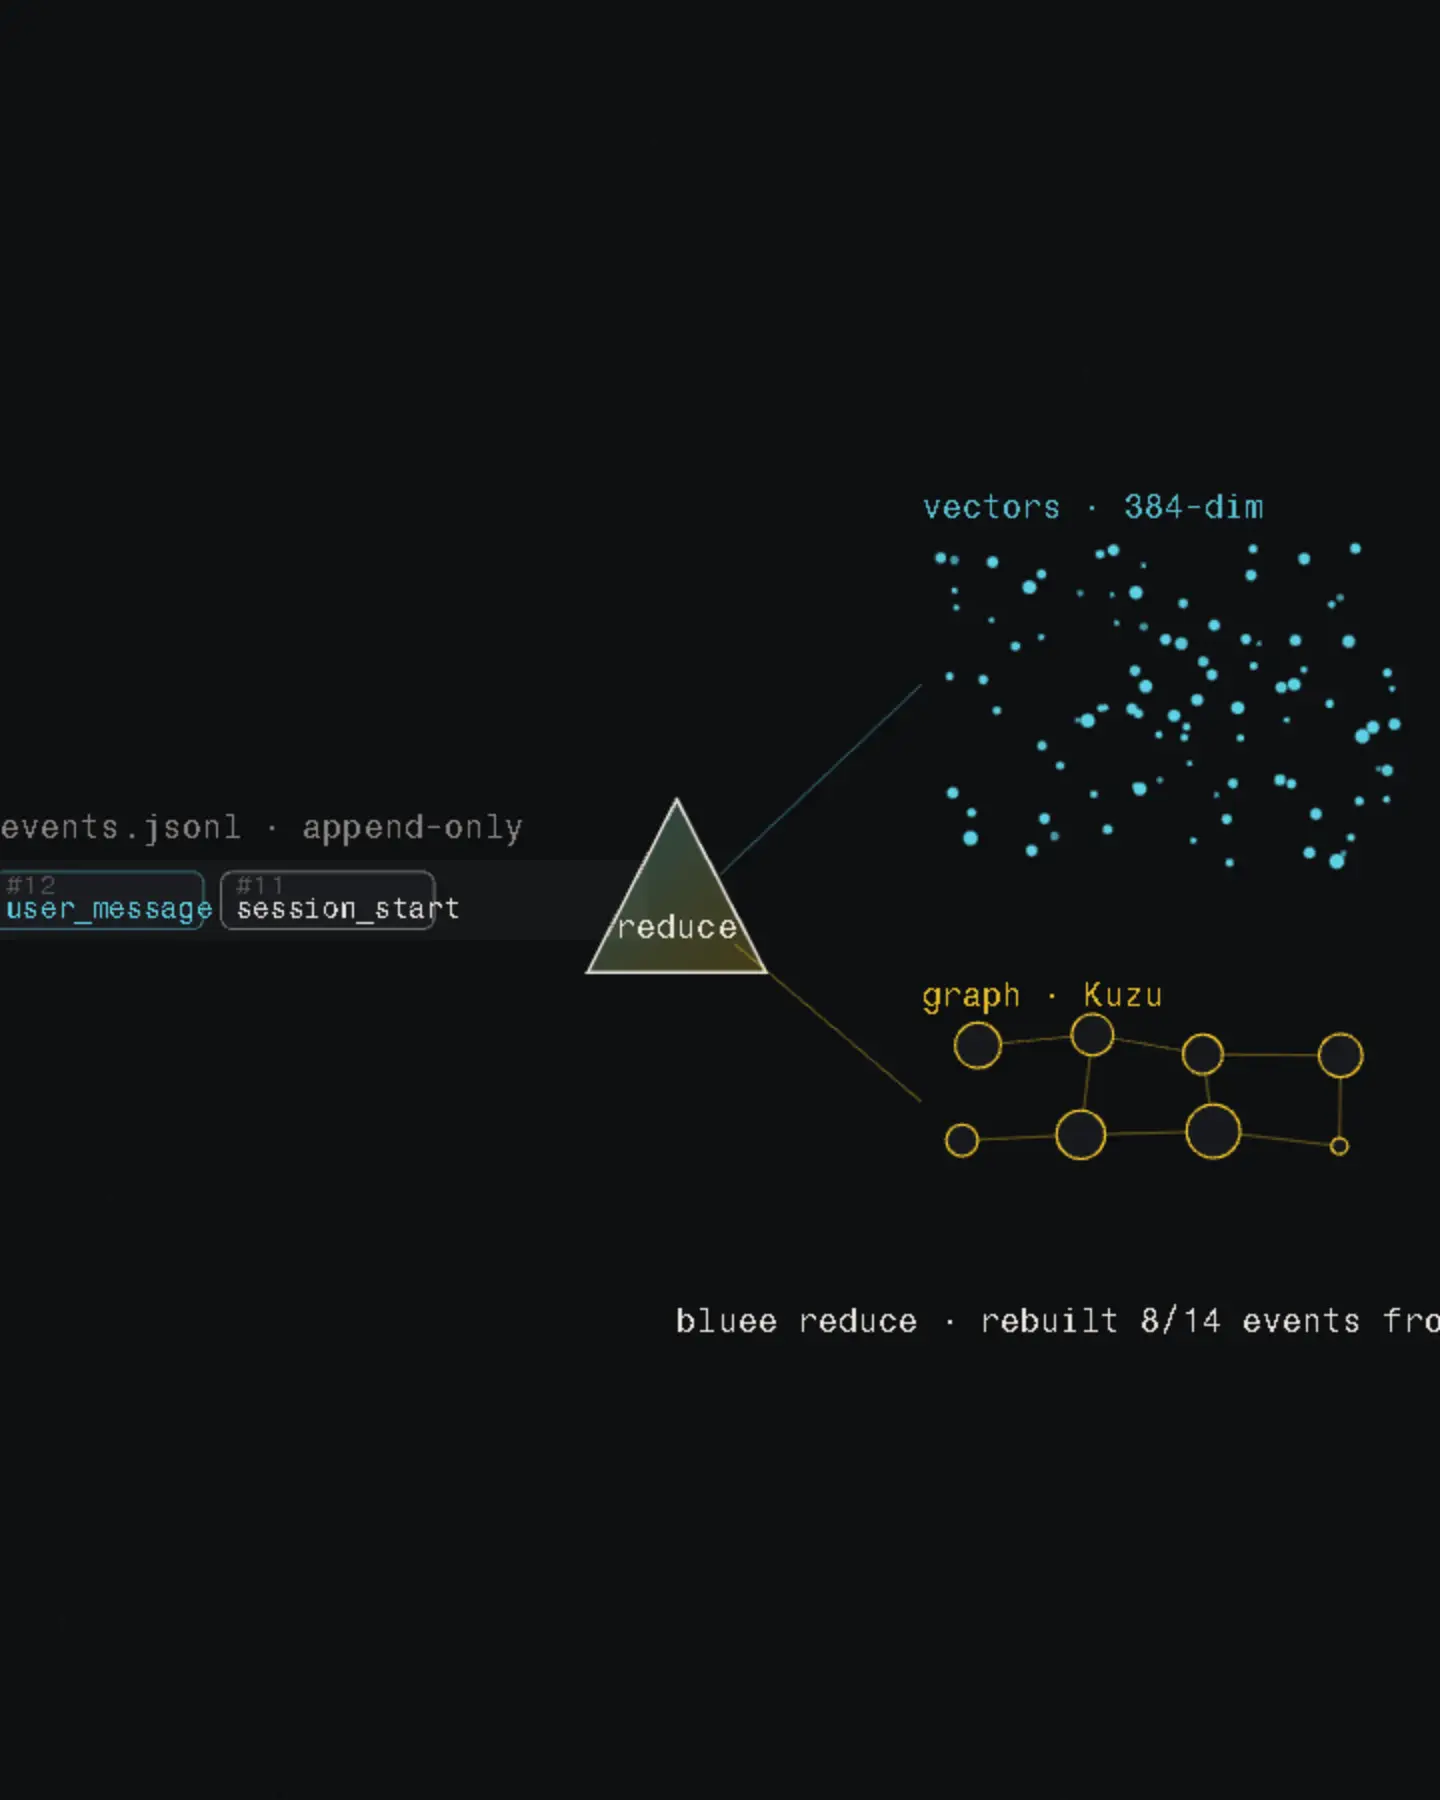 vectors · 384-dim
events.jsonl · append-only
#12
user_message
#11
session_start
reduce
graph · Kuzu
bluee reduce · rebuilt 8/14 events fro